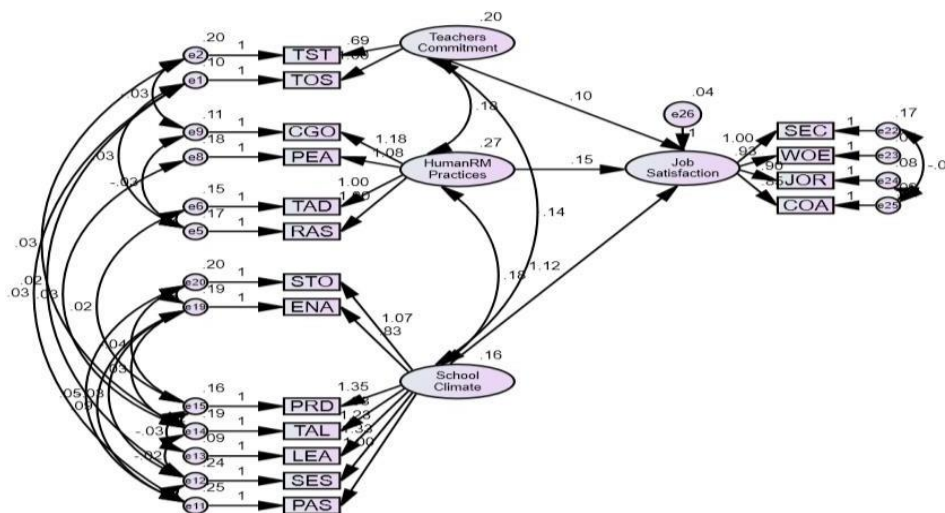 .20
Teachers
Commitment
.20
e2
1
TST
.69
.10
e1
1
TOS
.04
.10
e26
1
.03
.11
e9
1
CGO
.18
.17
1.18
.27
1.00
SEC
1
e22
.18
e8
1
PEA
1.08
HumanRM
Practices
.15
Job
Satisfaction
.93
WOE
1
e23
.03
-.03
JOR
1
e24
.08
.15
e6
1
TAD
1.00
COA
1
e25
.17
e5
1
RAS
.14
.03
.20
e20
1
STO
.18
1.12
.02
.03
.03
.19
e19
1
ENA
.02
1.07
.83
.16
School
Climate
.04
.03
.16
e15
1
PRD
1.35
.05
.03
.09
.19
e14
1
TAL
1.23
-.03
.09
e13
1
LEA
1.33
-.02
.24
e12
1
SES
1.00
.25
e11
1
PAS